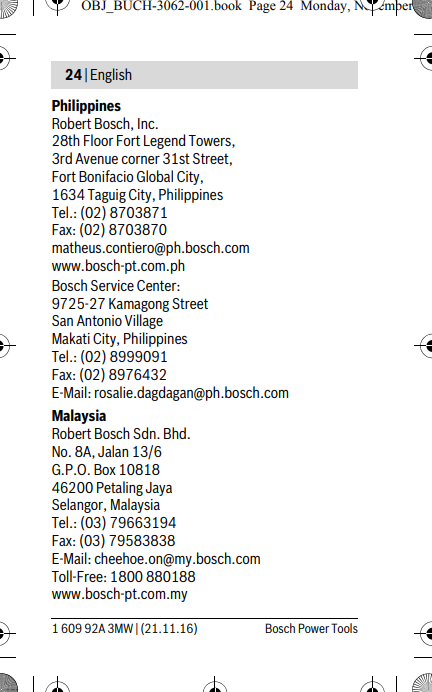 OBJ_BUCH-3062-001.book Page 24 Monday,
24 | English
Philippines
Robert Bosch, Inc.
28th Floor Fort Legend Towers,
3rd Avenue corner 31st Street,
Fort Bonifacio Global City,
1634 Taguig City, Philippines
Tel.: (02) 8703871
Fax: (02) 8703870
matheus.contiero@ph.bosch.com
www.bosch-pt.com.ph
Bosch Service Center:
9725-27 Kamagong Street
San Antonio Village
Makati City, Philippines
Tel.: (02) 8999091
Fax: (02) 8976432
E-Mail: rosalie.dagdagan@ph.bosch.com
Malaysia
Robert Bosch Sdn. Bhd.
No. 8A, Jalan 13/6
G.P.O. Box 10818
46200 Petaling Jaya
Selangor, Malaysia
Tel.: (03) 79663194
Fax: (03) 79583838
E-Mail: cheehoe.on@my.bosch.com
Toll-Free: 1800 880188
www.bosch-pt.com.my
1 609 92A 3MW | (21.11.16) Bosch Power Tools